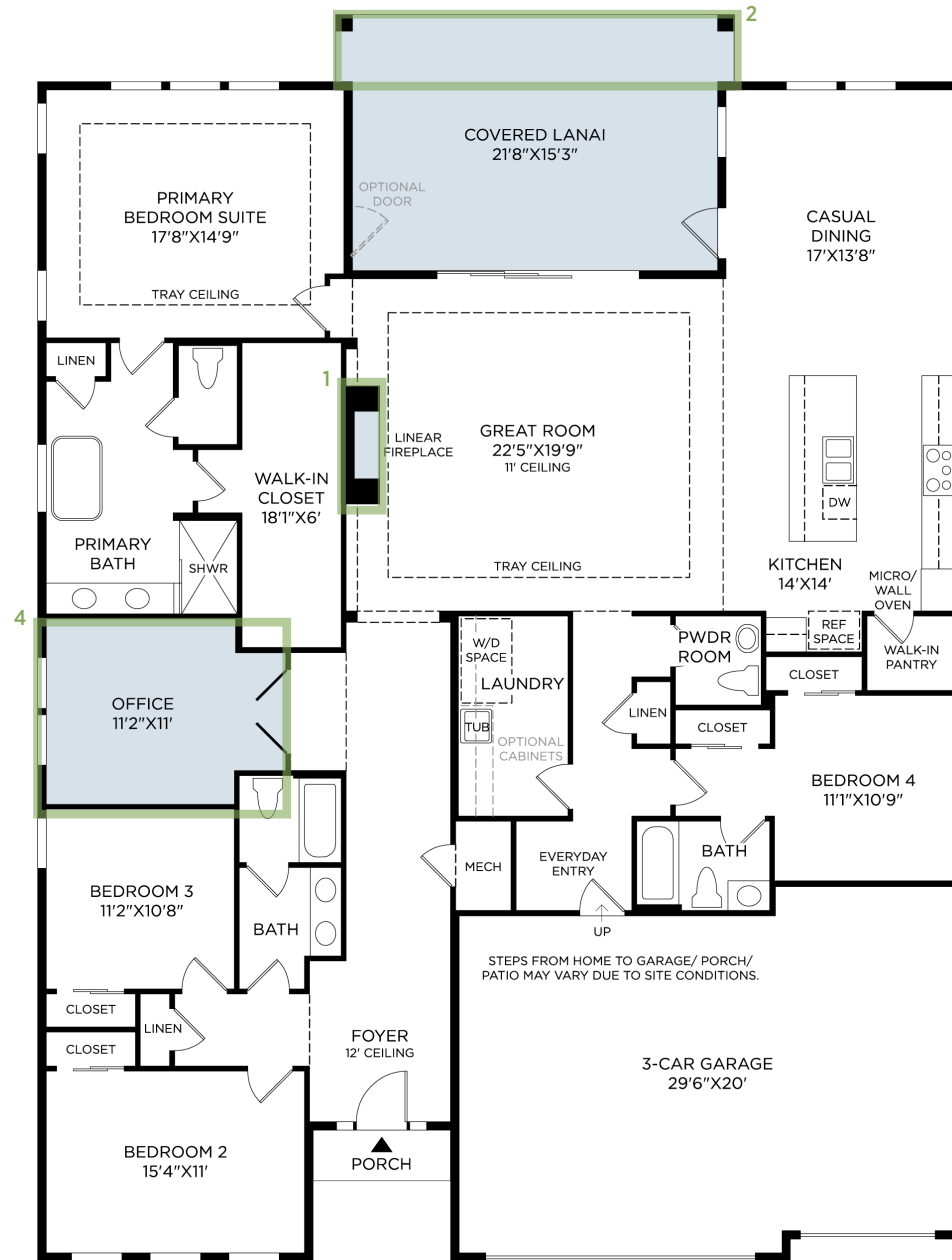 2
COVERED LANAI
21'8"X15'3"
OPTIONAL
DOOR
PRIMARY
BEDROOM SUITE
17'8"X14'9"
TRAY CEILING
CASUAL
DINING
17'X13'8"
LINEN
1
LINEAR
FIREPLACE
GREAT ROOM
22'5"X19'9"
11' CEILING
TRAY CEILING
WALK-IN
CLOSET
18'1"X6'
PRIMARY
BATH
SHWR
DW
KITCHEN
14'X14'
MICRO/
WALL
OVEN
REF
SPACE
WALK-IN
PANTRY
4
OFFICE
11'2"X11'
W/D
SPACE
LAUNDRY
TUB
OPTIONAL
CABINETS
PWDR
ROOM
LINEN
CLOSET
CLOSET
BEDROOM 4
11'1"X10'9"
BATH
MECH
EVERYDAY
ENTRY
UP
BEDROOM 3
11'2"X10'8"
BATH
CLOSET
LINEN
CLOSET
STEPS FROM HOME TO GARAGE/ PORCH/
PATIO MAY VARY DUE TO SITE CONDITIONS.
FOYER
12' CEILING
3-CAR GARAGE
29'6"X20'
BEDROOM 2
15'4"X11'
PORCH